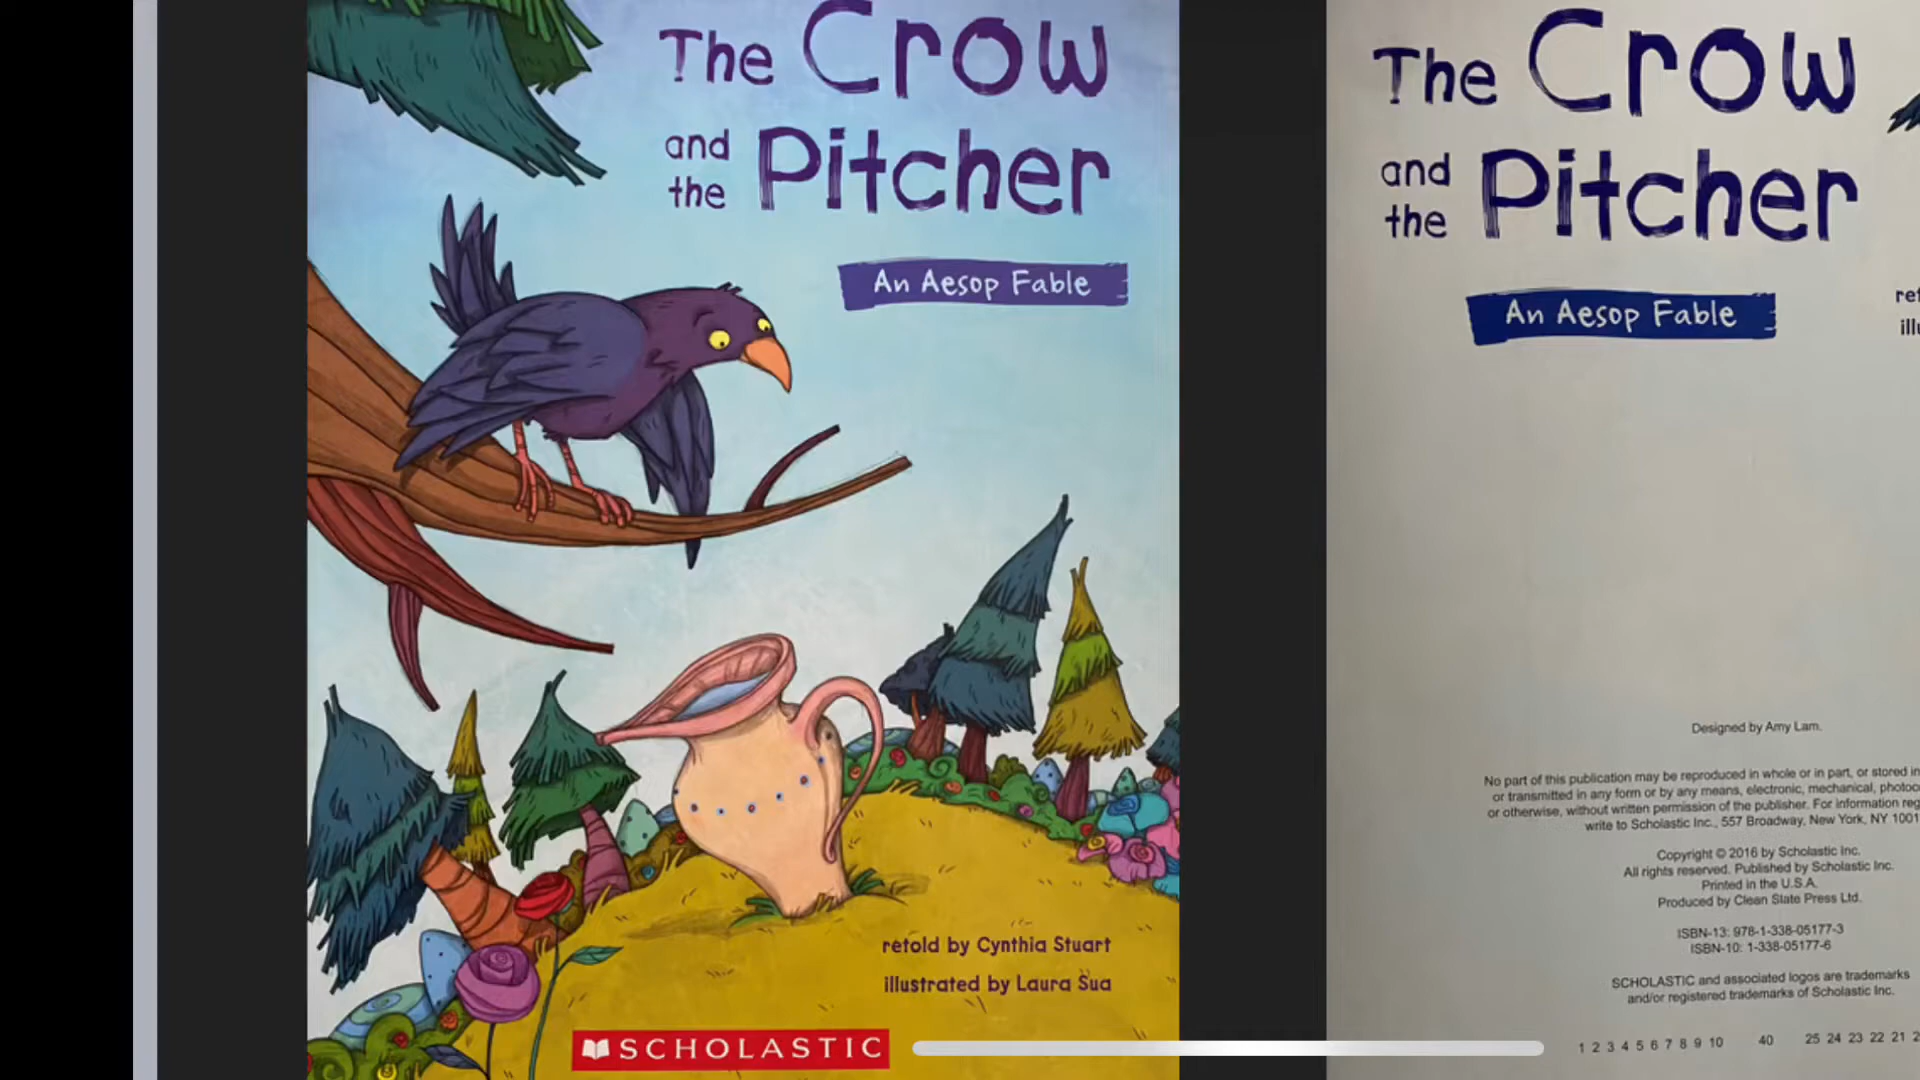 The Crow
and the Pitcher
An Aesop Fable
retold by Cynthia Stuart
illustrated by Laura Sua
SCHOLASTIC
The Crow
and the Pitcher
An Aesop Fable
Designed by Amy Lam.
No part of this publication may be reproduced in whole or in part, or stored in
or transmitted in any form or by any means, electronic, mechanical,
or otherwise, without written permission of the publisher. For information
write to Scholastic Inc., 557 Broadway, New York, NY
Copyright © 2016 by Scholastic Inc.
All rights reserved. Published by Scholastic Inc.
Printed in the U.S.A.
Produced by Clean Slate Press Ltd.
ISBN-13: 978-1-338-05177-3
ISBN-10: 1-338-05177-6
SCHOLASTIC and associated logos are trademarks
and/or registered trademarks of Scholastic Inc.
1 2 3 4 5 6 7 8 9 10 40 25 24 23 22 21